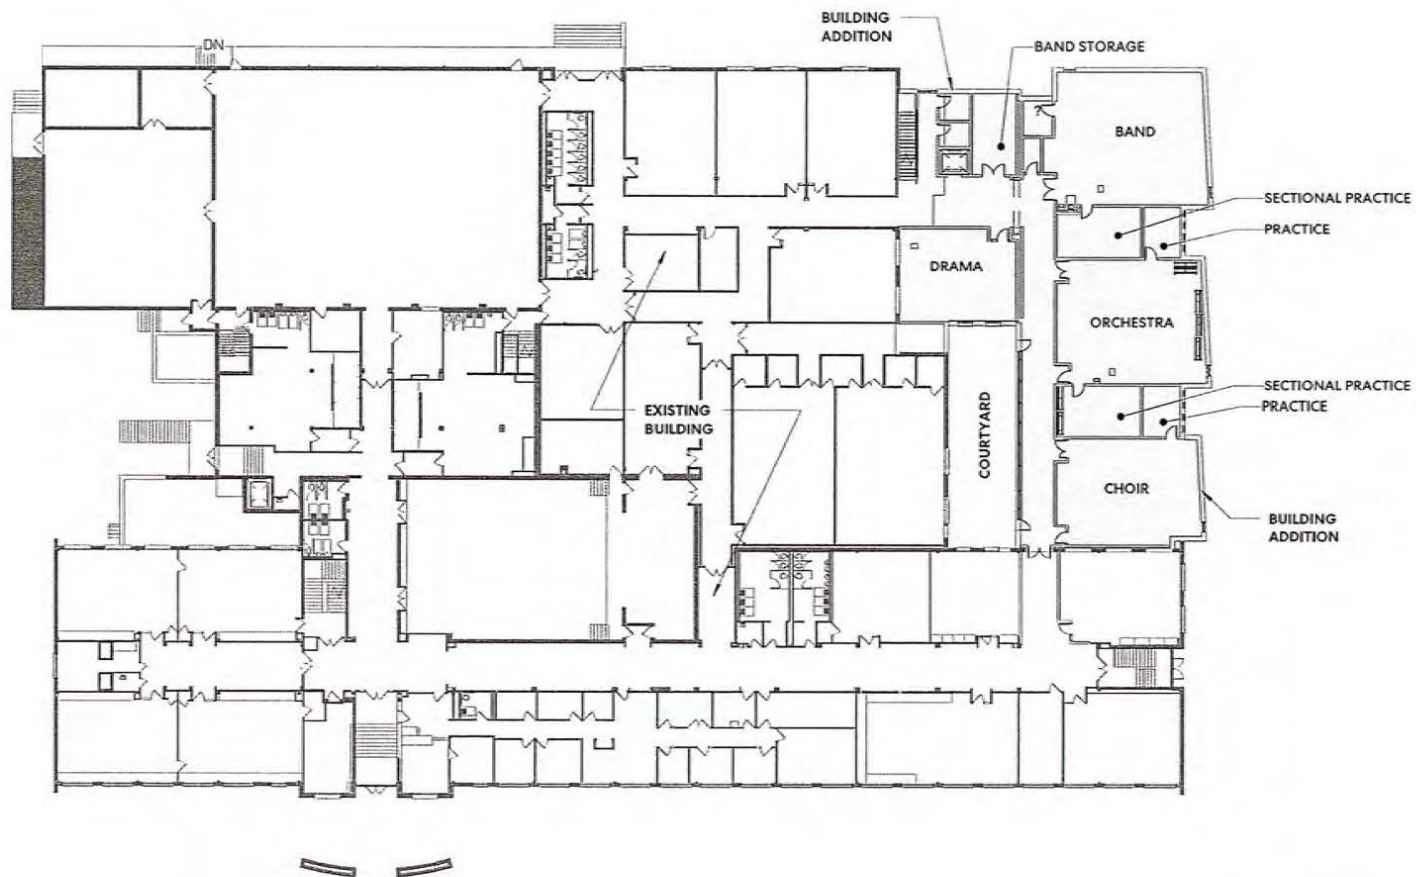 BUILDING
ADDITION
BAND STORAGE
DN
BAND
SECTIONAL PRACTICE
PRACTICE
DRAMA
ORCHESTRA
SECTIONAL PRACTICE
PRACTICE
EXISTING
BUILDING
COURTYARD
CHOIR
BUILDING
ADDITION